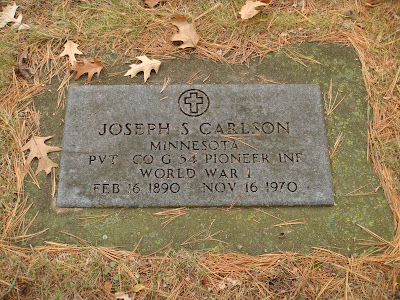 JOSEPH S CARLSON
MINNESOTA
PVT CO G 54 PIONEER INF
WORLD WAR I
FEB 16 1890 NOV 16 1970